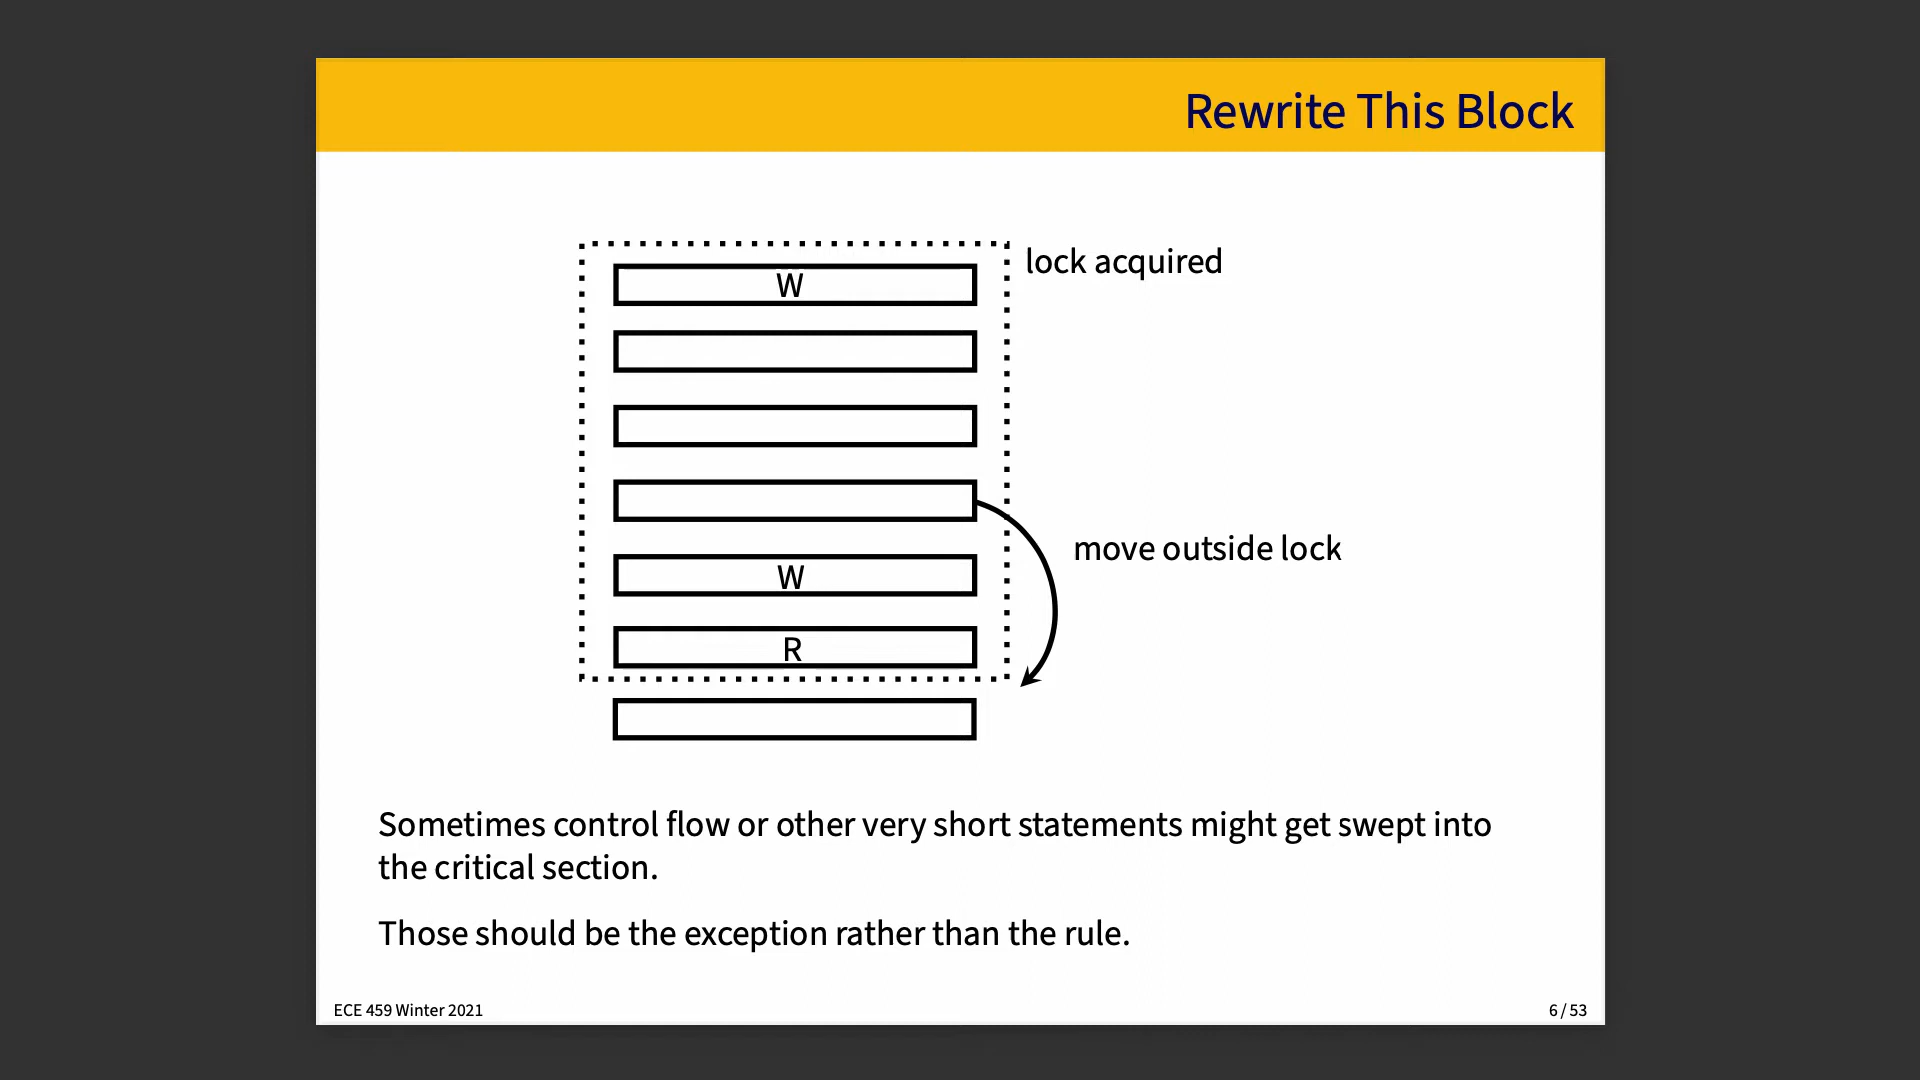 Rewrite This Block
lock acquired
W
move outside lock
W
R
Sometimes control flow or other very short statements might get swept into
the critical section.
Those should be the exception rather than the rule.
ECE 459 Winter 2021
6 / 53